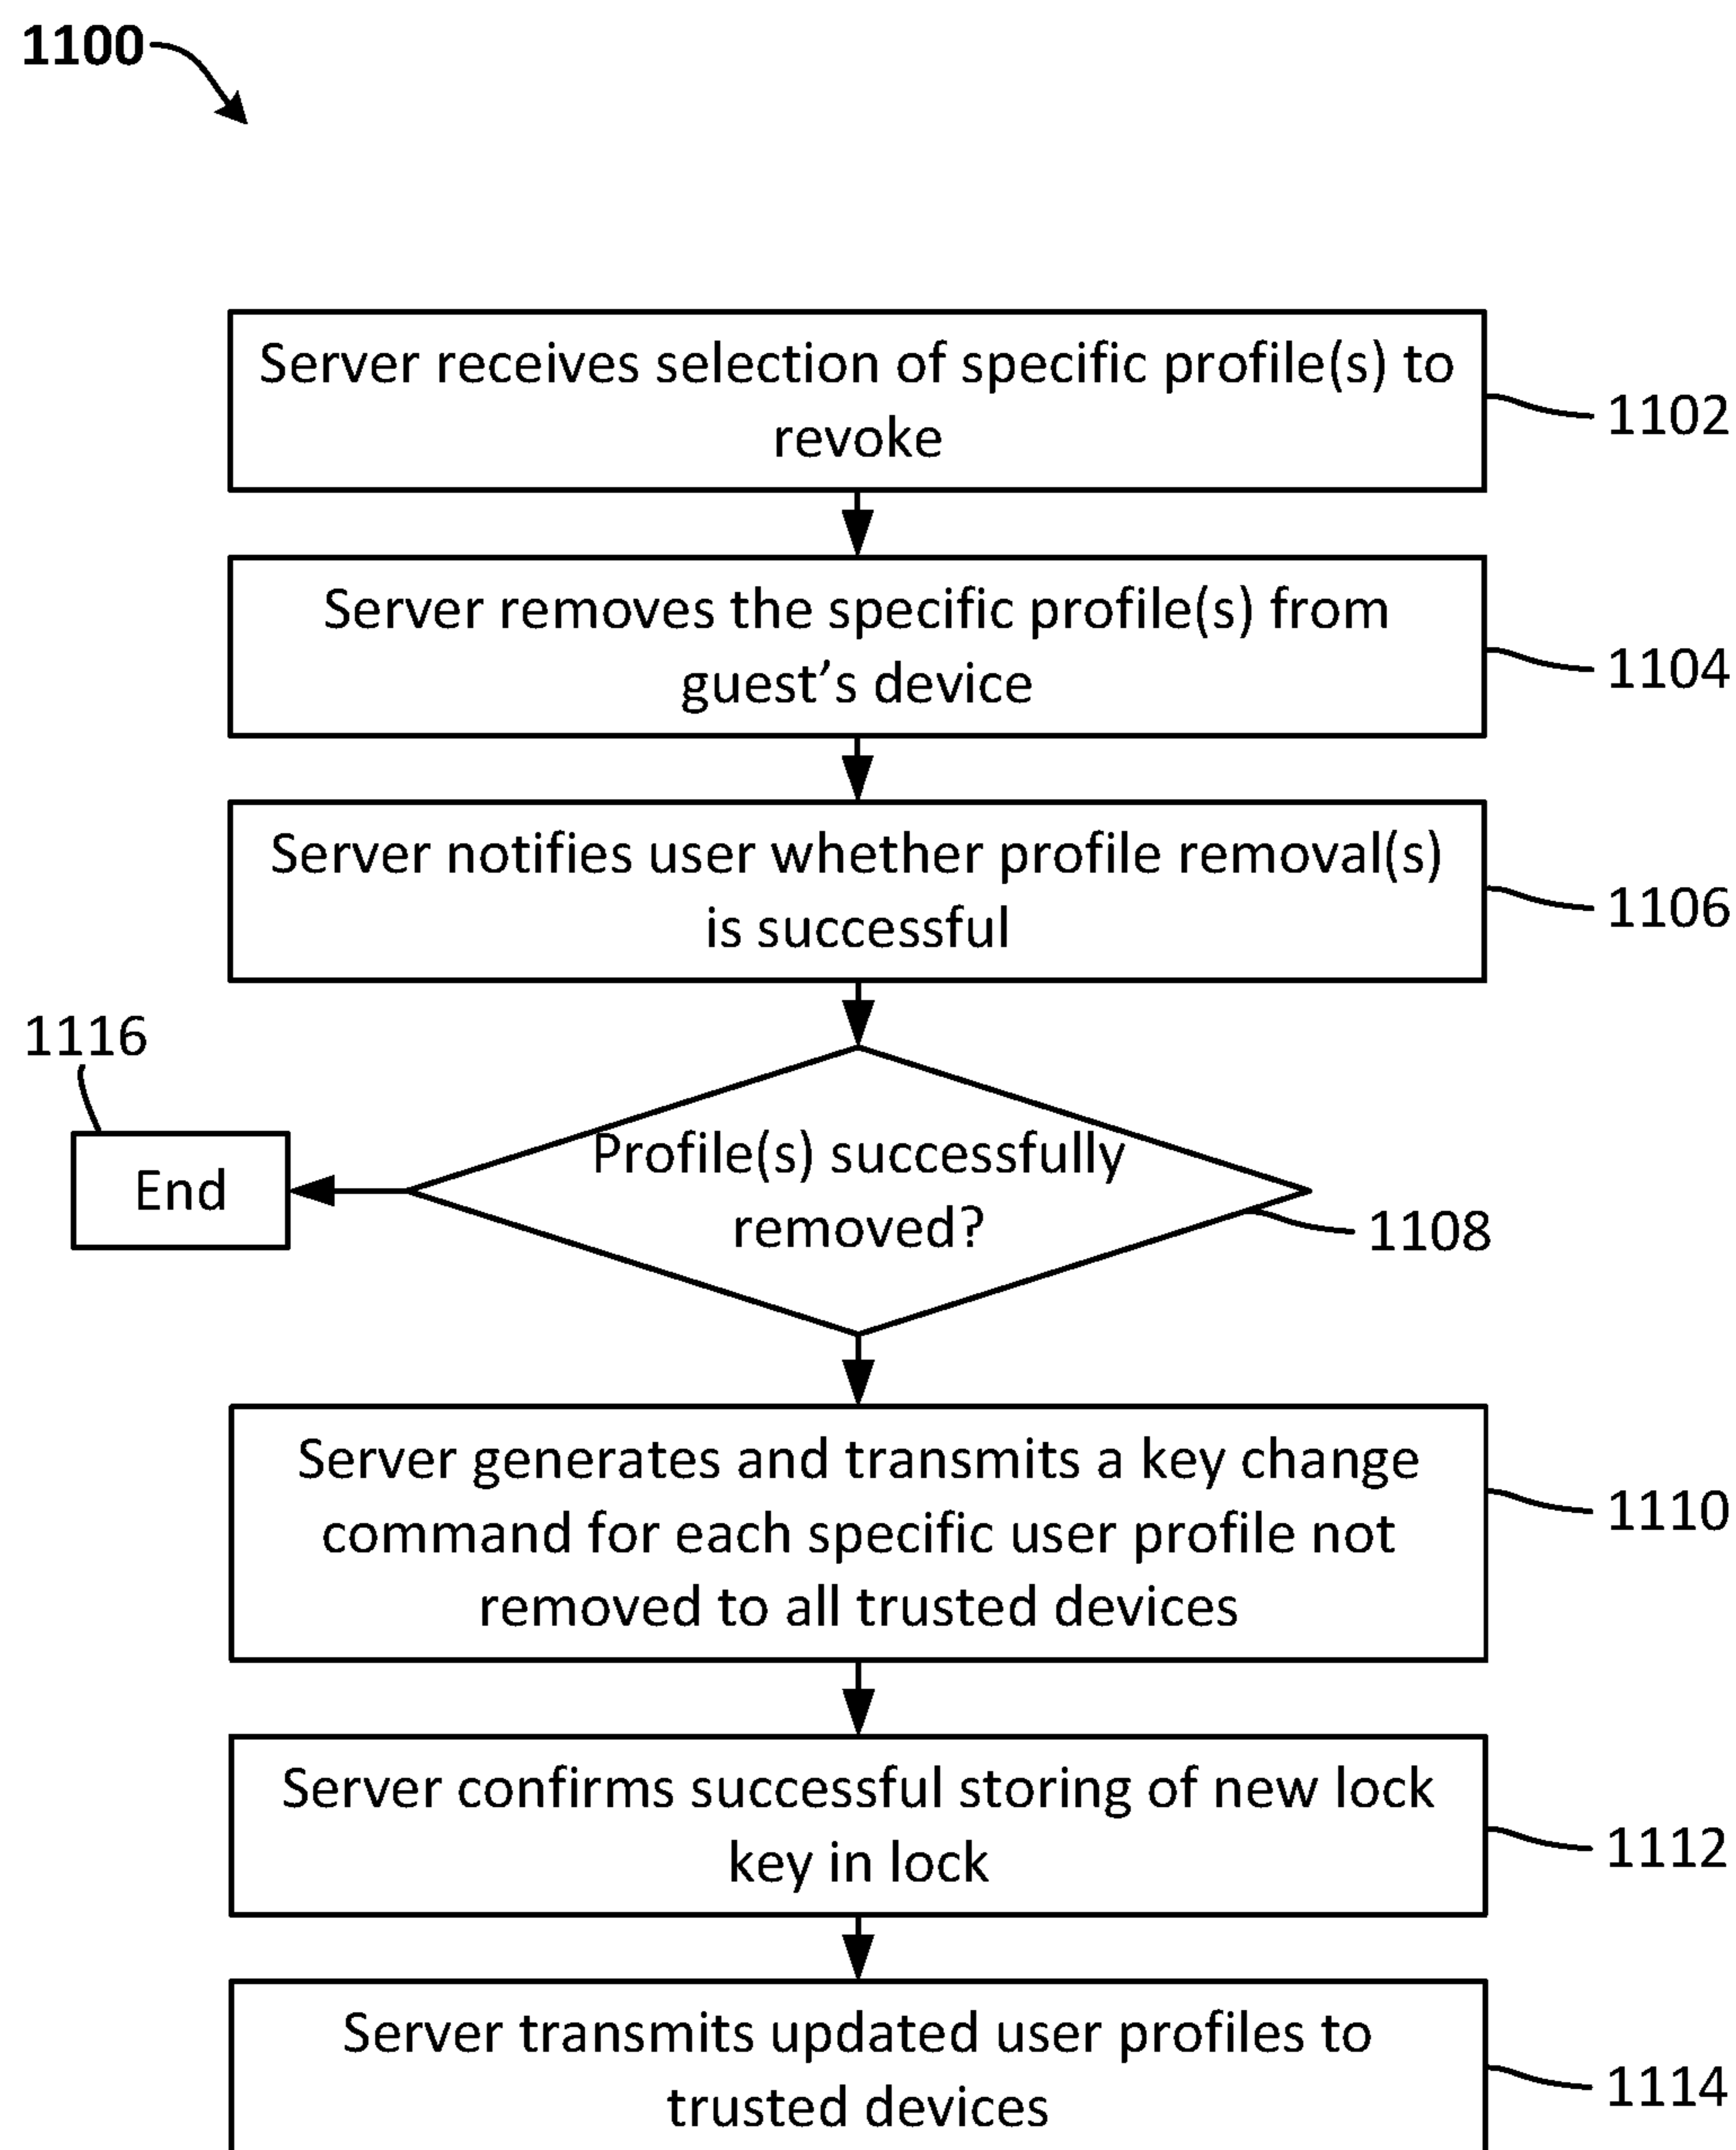 1100
Server receives selection of specific profile(s) to
revoke
1102
Server removes the specific profile(s) from
guest’s device
1104
Server notifies user whether profile removal(s)
is successful
1106
1116
End
Profile(s) successfully
removed?
1108
Server generates and transmits a key change
command for each specific user profile not
removed to all trusted devices
1110
Server confirms successful storing of new lock
key in lock
1112
Server transmits updated user profiles to
trusted devices
1114